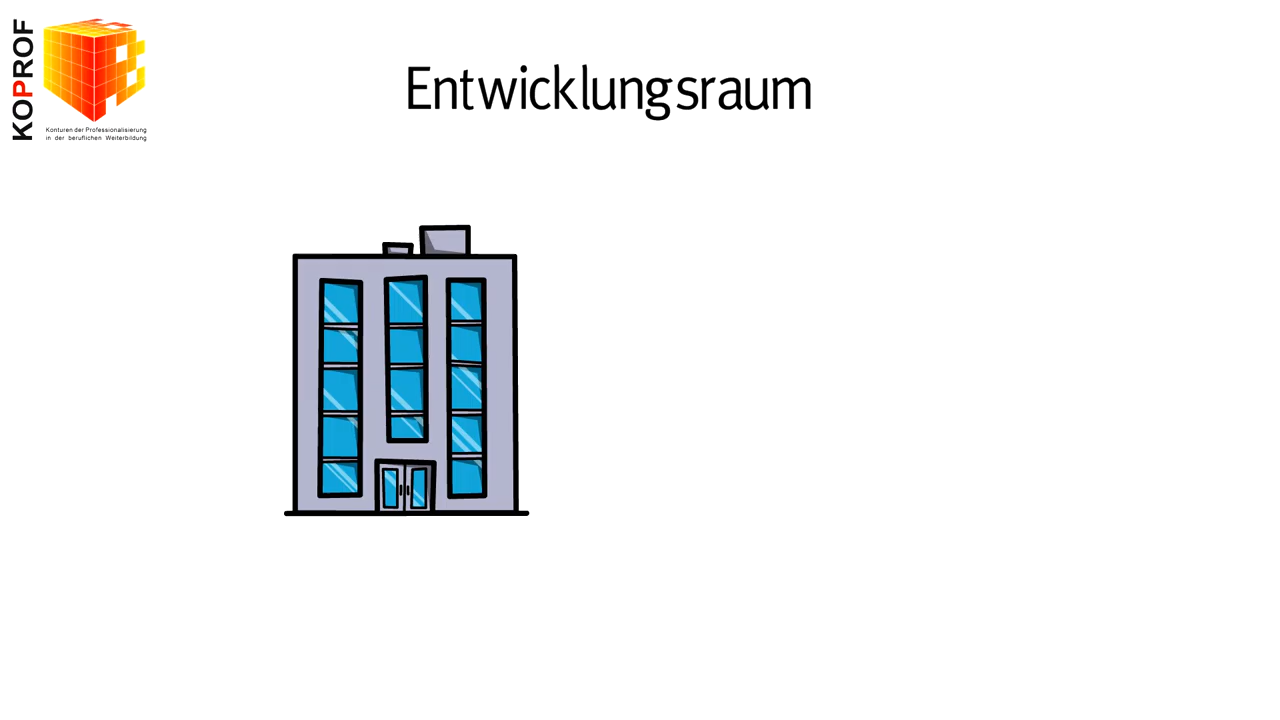 KOPROF
Konturen der Professionalisierung
in der beruflichen Weiterbildung
Entwicklungsraum